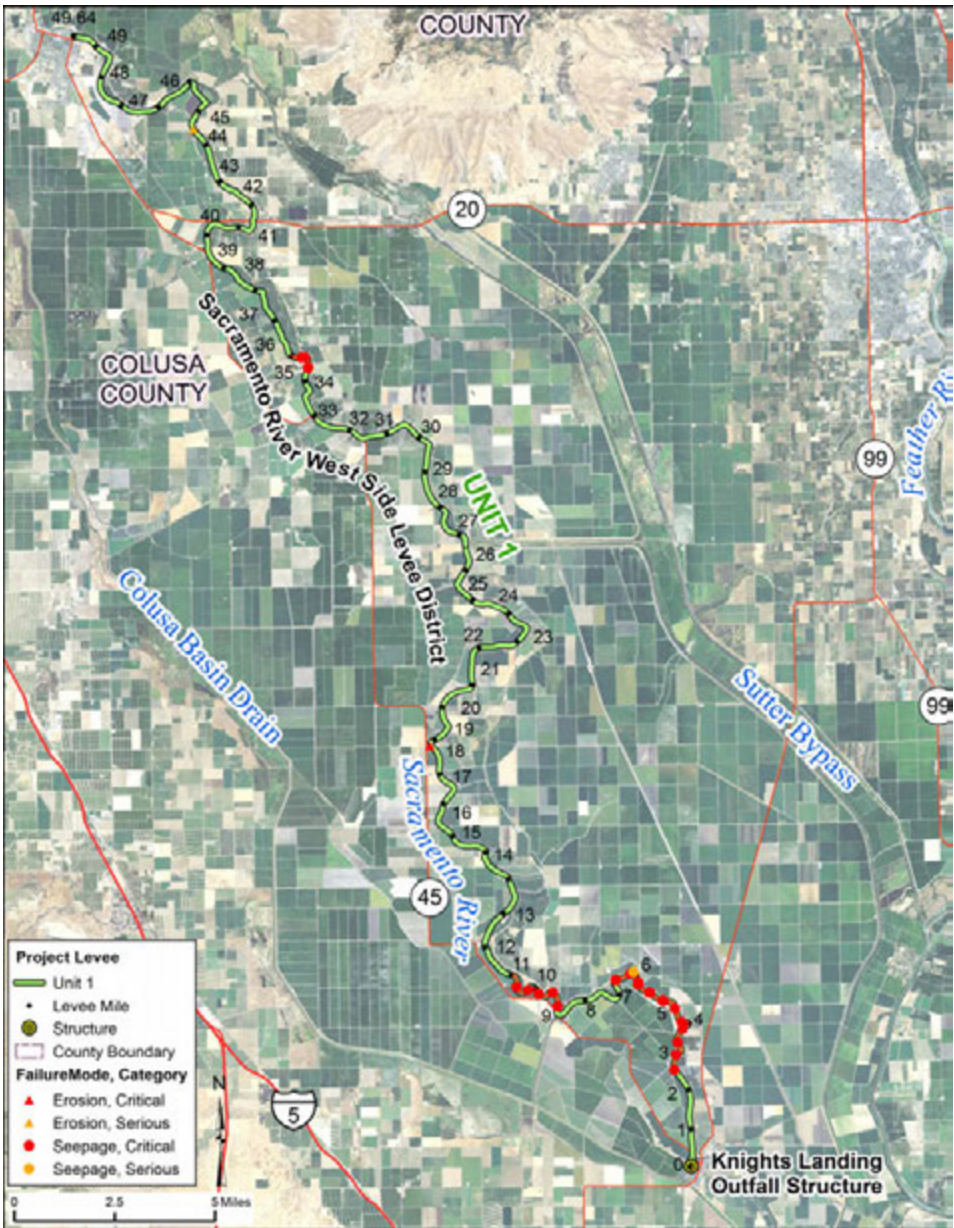 49.64
49
COUNTY
48
46
47
45
44
43
42
20
40
41
39
38
37
36
Sacramento River West Side Levee District
COLUSA
COUNTY
35
34
33
32
31
30
29
UNIT 1
28
99
Feather Ri
27
26
25
24
Colusa Basin Drain
23
22
21
Sutter Bypass
20
99
19
18
Sacramento River
17
16
15
14
45
13
12
11
10
9
8
7
6
5
4
3
2
1
0
Knights Landing
Outfall Structure
Project Levee
Unit 1
Levee Mile
Structure
County Boundary
FailureMode, Category
Erosion, Critical
Erosion, Serious
Seepage, Critical
Seepage, Serious
N
5
0
2.5
5 Miles